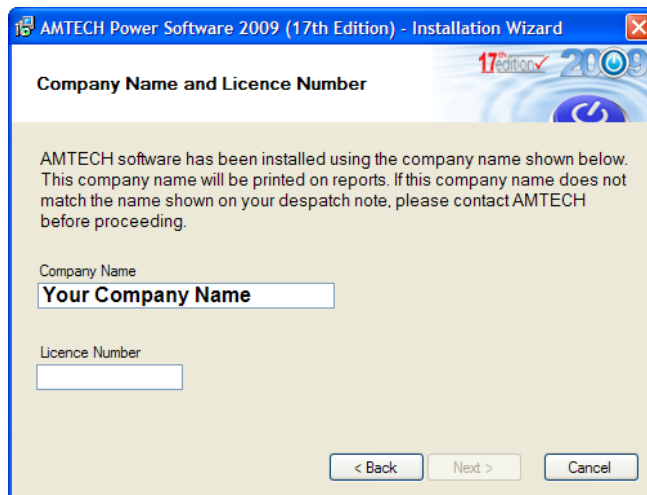 AMTECH Power Software 2009 (17th Edition) - Installation Wizard
17th edition 2009
Company Name and Licence Number
AMTECH software has been installed using the company name shown below.
This company name will be printed on reports. If this company name does not
match the name shown on your despatch note, please contact AMTECH
before proceeding.
Company Name
Your Company Name
Licence Number
< Back Next > Cancel